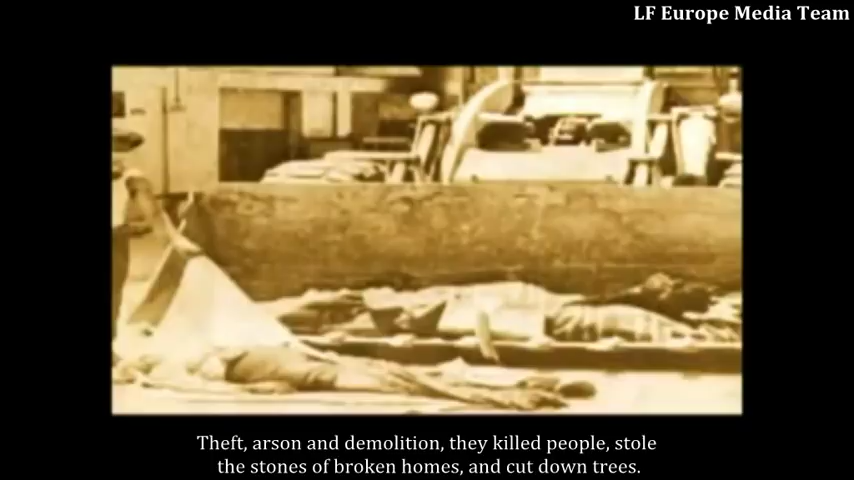 LF Europe Media Team
Theft, arson and demolition, they killed people, stole
the stones of broken homes, and cut down trees.